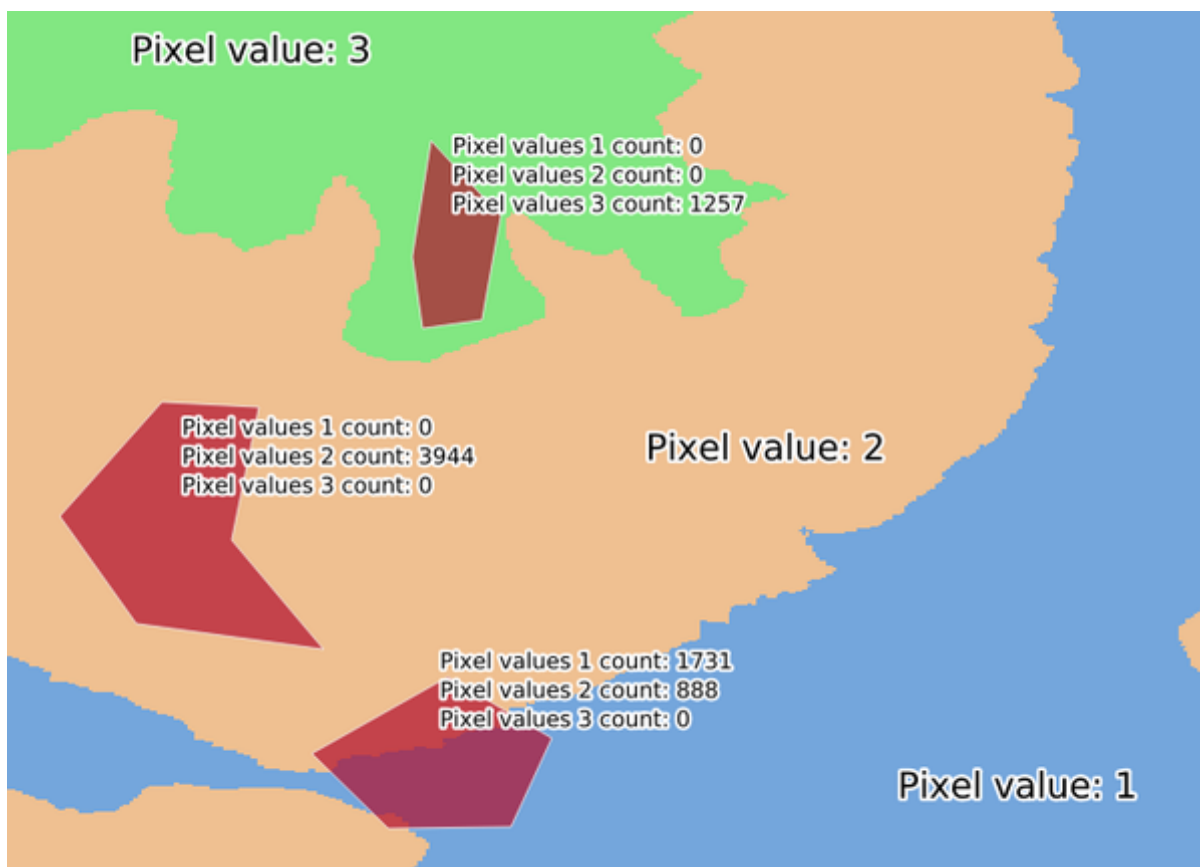 Pixel value: 3
Pixel values 1 count: 0
Pixel values 2 count: 0
Pixel values 3 count: 1257
Pixel values 1 count: 0
Pixel values 2 count: 3944
Pixel values 3 count: 0
Pixel value: 2
Pixel values 1 count: 1731
Pixel values 2 count: 888
Pixel values 3 count: 0
Pixel value: 1